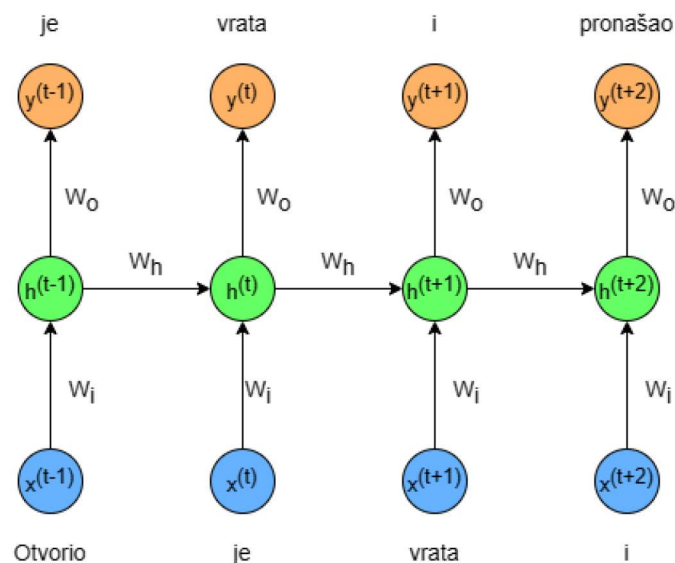 je vrata i pronašao
y(t-1) y(t) y(t+1) y(t+2)
Wo Wo Wo Wo
Wh Wh Wh
h(t-1) h(t) h(t+1) h(t+2)
Wi Wi Wi Wi
x(t-1) x(t) x(t+1) x(t+2)
Otvorio je vrata i